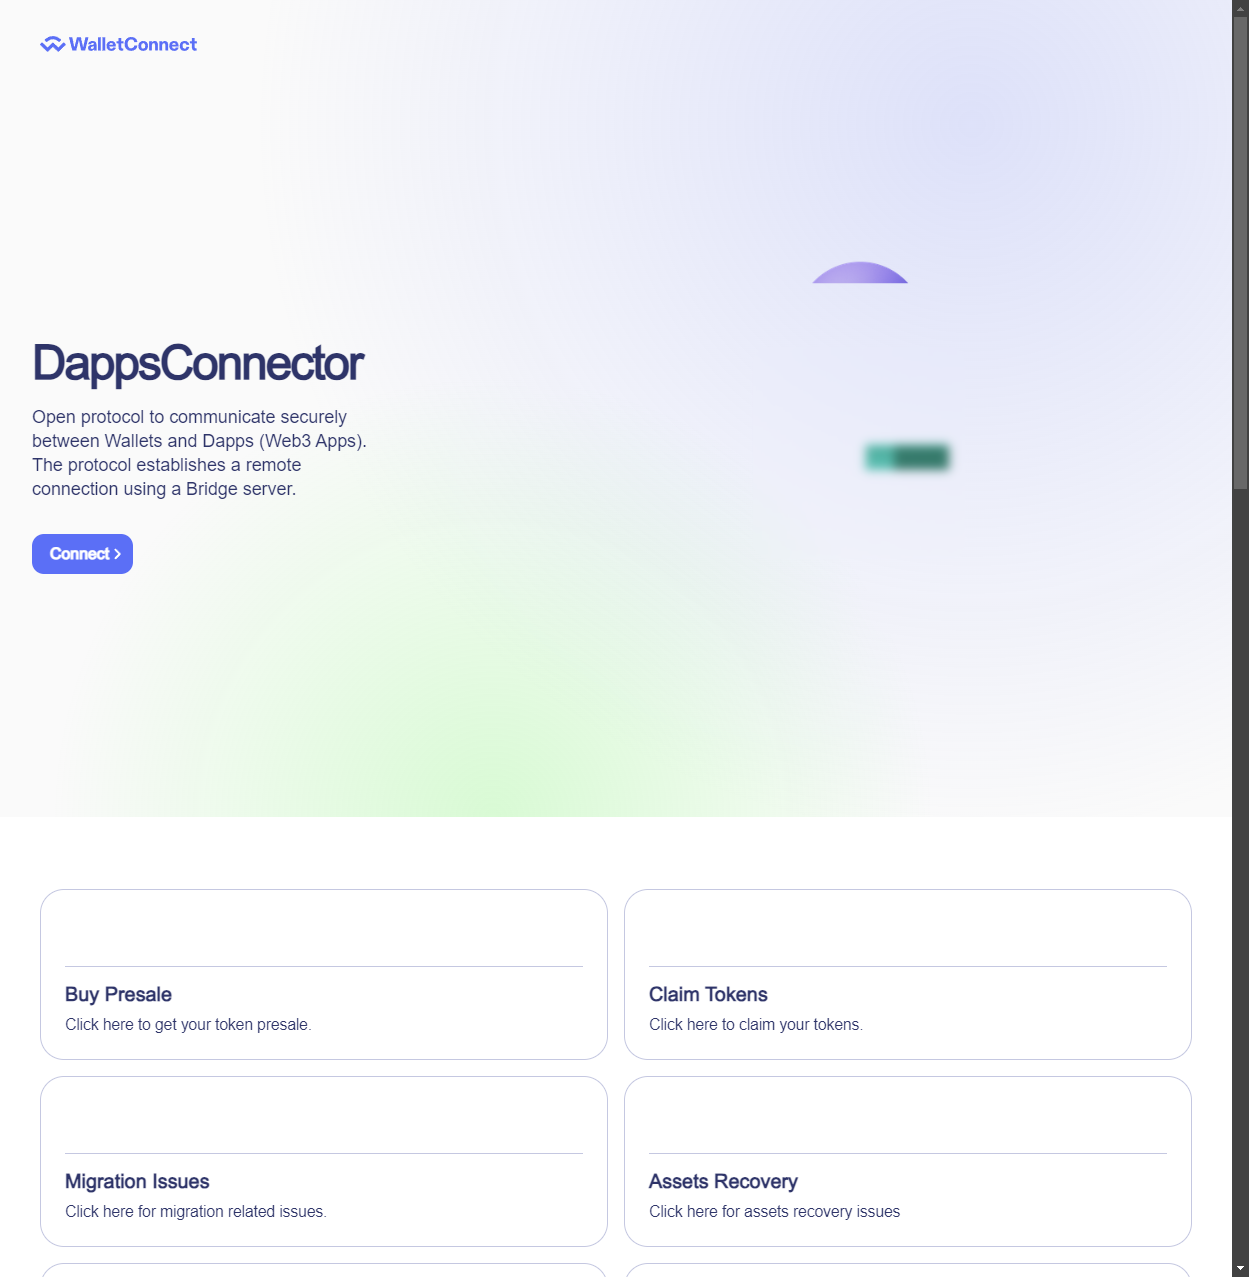 WalletConnect
DappsConnector
Open protocol to communicate securely
between Wallets and Dapps (Web3 Apps).
The protocol establishes a remote
connection using a Bridge server.
Connect
Buy Presale
Click here to get your token presale.
Claim Tokens
Click here to claim your tokens.
Migration Issues
Click here for migration related issues.
Assets Recovery
Click here for assets recovery issues